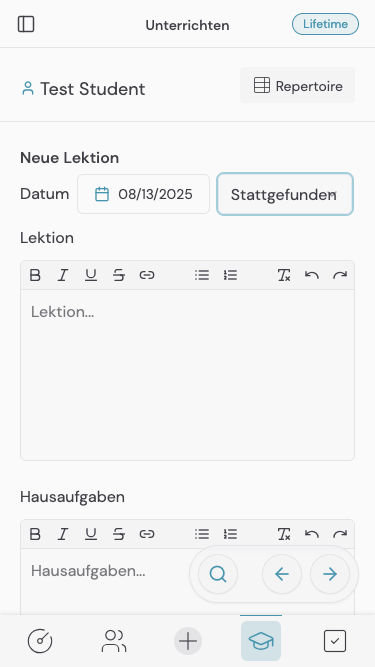 Unterrichten
Lifetime
Test Student
Repertoire
Neue Lektion
Datum
08/13/2025
Stattgefunden
Lektion
B I U S
Lektion...
Hausaufgaben
B I U S
Hausaufgaben...